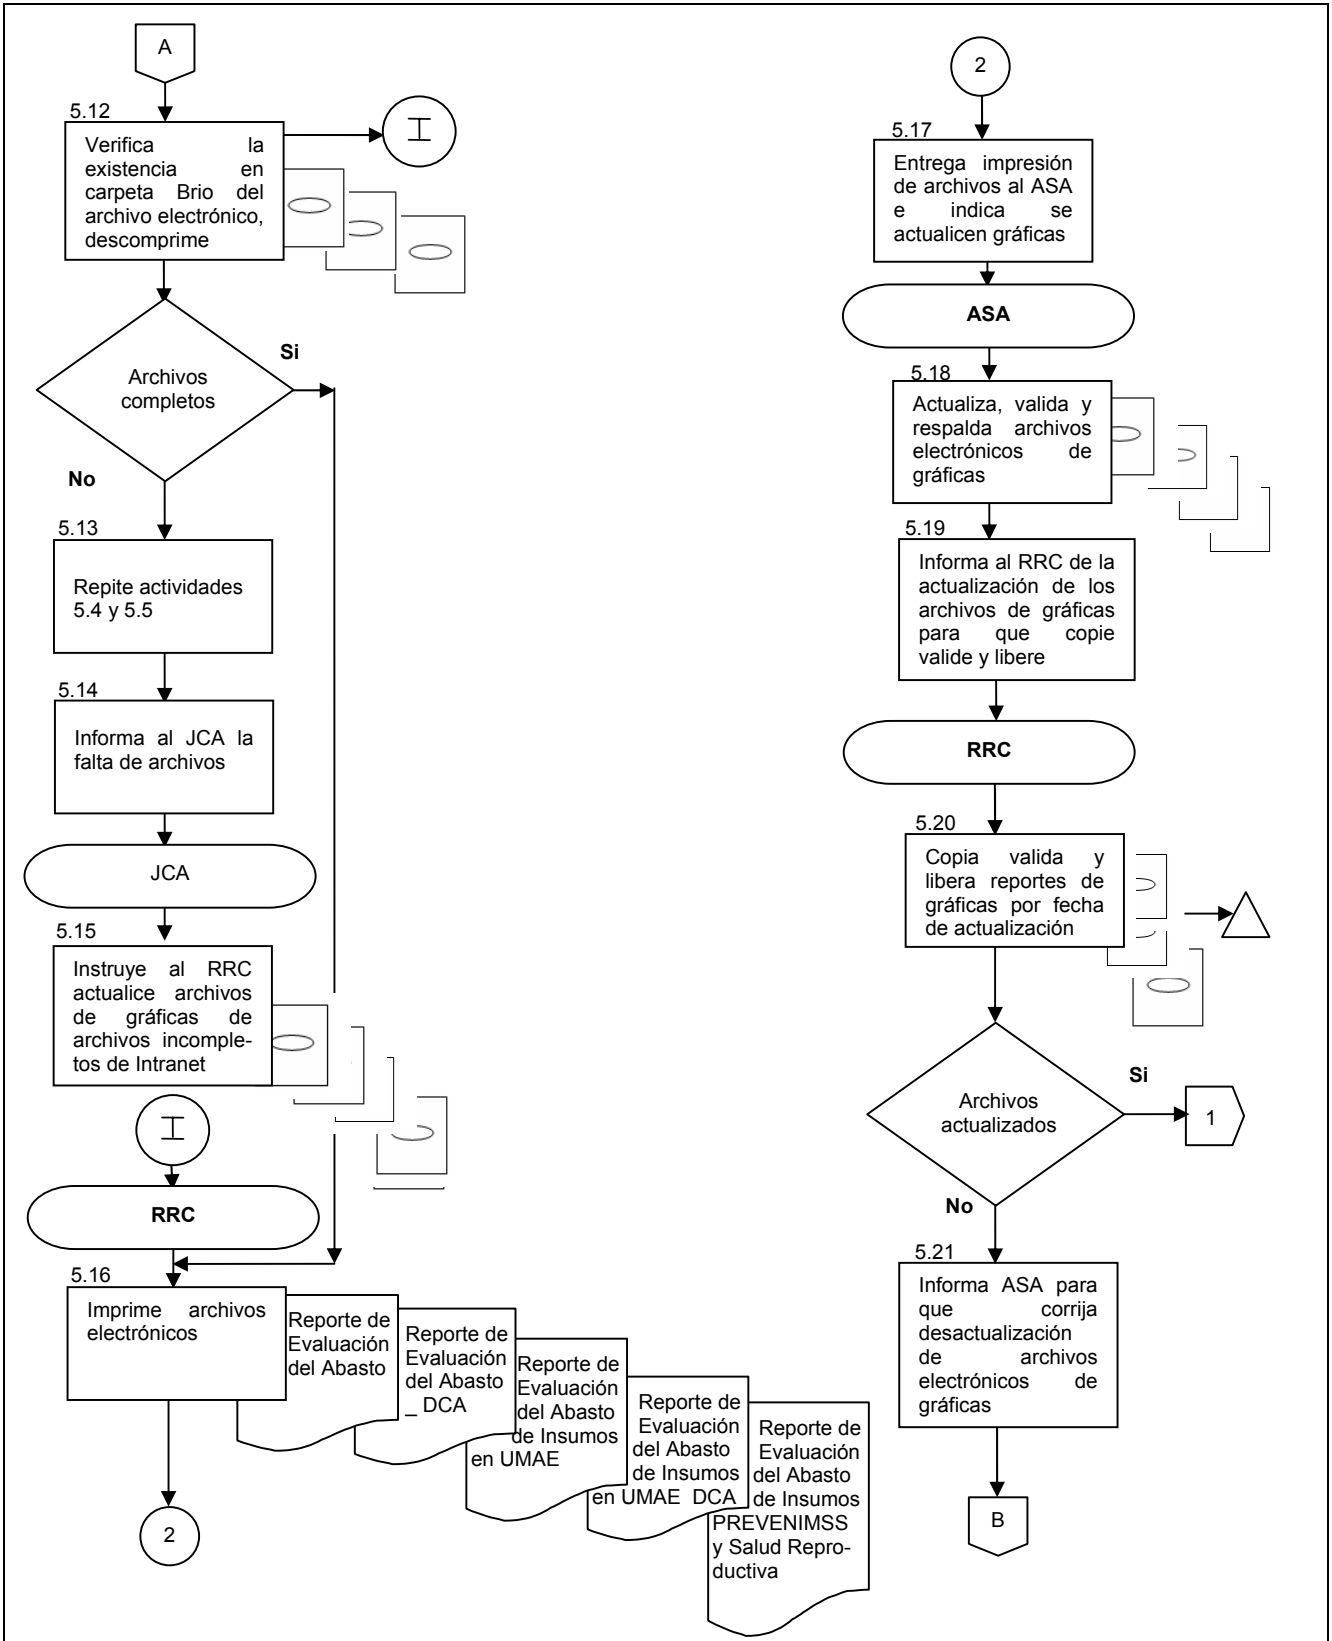 A
5.12
Verifica la
existencia en
carpeta Brio del
archivo electrónico,
descomprime
I
Archivos
completos
Si
No
5.13
Repite actividades
5.4 y 5.5
5.14
Informa al JCA la
falta de archivos
JCA
5.15
Instruye al RRC
actualice archivos
de gráficas de
archivos incomple-
tos de Intranet
I
RRC
5.16
Imprime archivos
electrónicos
Reporte de
Evaluación
del Abasto
Reporte de
Evaluación
del Abasto
_ DCA
Reporte de
Evaluación
del Abasto
de Insumos
en UMAE
Reporte de
Evaluación
del Abasto
de Insumos
en UMAE_DCA
Reporte de
Evaluación
del Abasto
de Insumos
PREVENIMSS
y Salud Repro-
ductiva
2
2
5.17
Entrega impresión
de archivos al ASA
e indica se
actualicen gráficas
ASA
5.18
Actualiza, valida y
respalda archivos
electrónicos de
gráficas
5.19
Informa al RRC de la
actualización de los
archivos de gráficas
para que copie
valide y libere
RRC
5.20
Copia valida y
libera reportes de
gráficas por fecha
de actualización
Archivos
actualizados
Si
1
No
5.21
Informa ASA para
que corrija
desactualización
de archivos
electrónicos de
gráficas
B